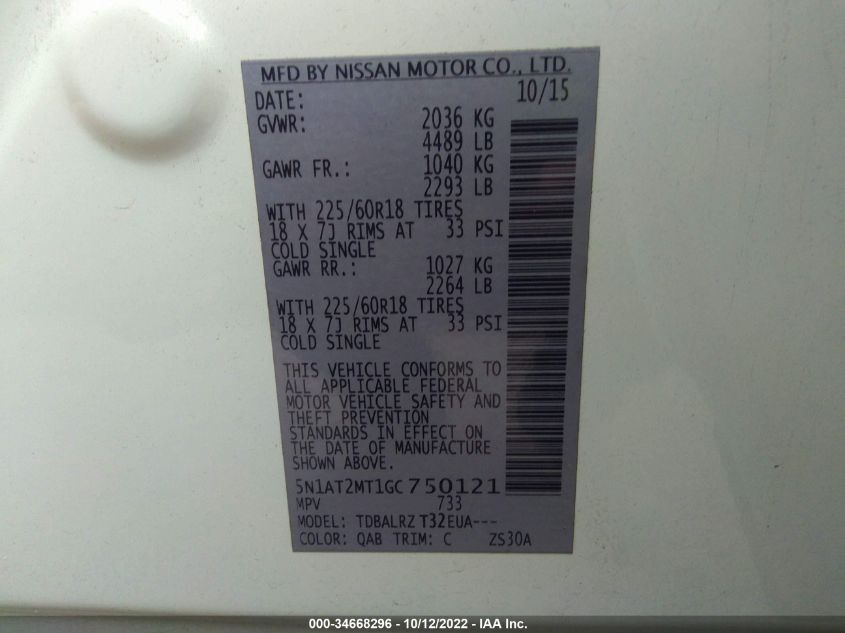 MFD BY NISSAN MOTOR CO., LTD.
DATE: 10/15
GVWR: 2036 KG
4489 LB
GAWR FR.: 1040 KG
2293 LB
WITH 225/60R18 TIRES
18 X 7J RIMS AT 33 PSI
COLD SINGLE
GAWR RR.: 1027 KG
2264 LB
WITH 225/60R18 TIRES
18 X 7J RIMS AT 33 PSI
COLD SINGLE
THIS VEHICLE CONFORMS TO
ALL APPLICABLE FEDERAL
MOTOR VEHICLE SAFETY AND
THEFT PREVENTION
STANDARDS IN EFFECT ON
THE DATE OF MANUFACTURE
SHOWN ABOVE.
5N1AT2MT1GC750121
MPV 733
MODEL: TDBALRZ T32EUA---
COLOR: QAB TRIM: C ZS30A
000-34668296 - 10/12/2022 - IAA Inc.